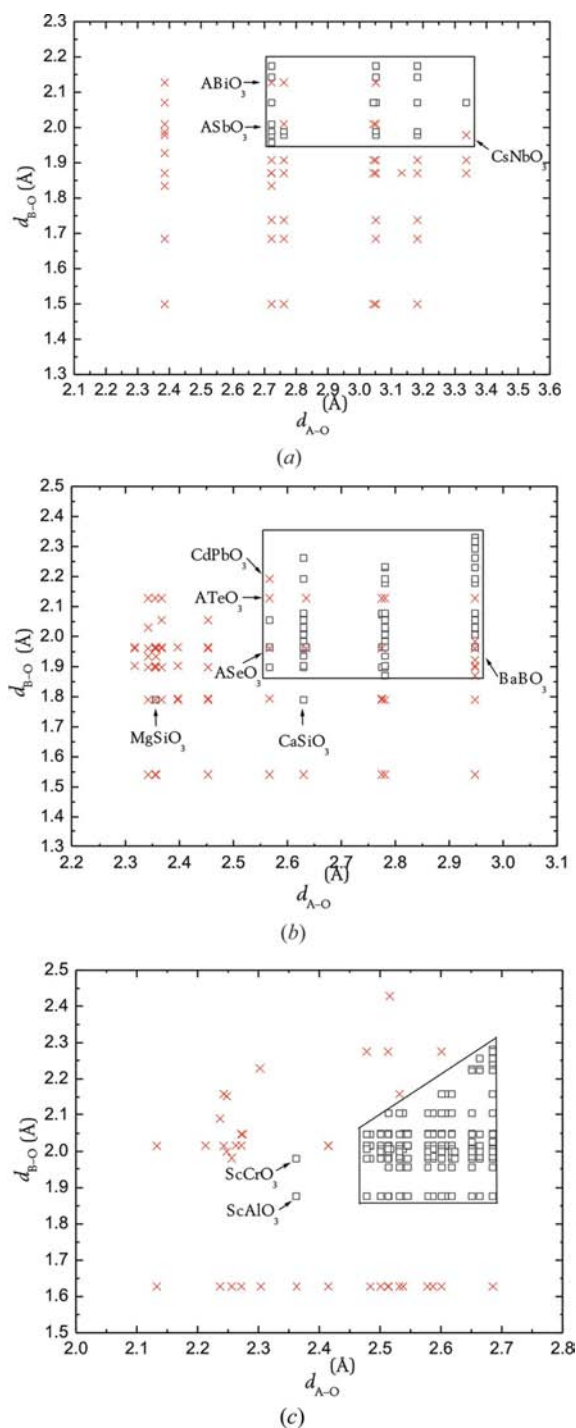 2.3
2.2
2.1
2.0
1.9
1.8
1.7
1.6
1.5
1.4
1.3
d_B–O (Å)
ABiO₃
ASbO₃
CsNbO₃
2.1 2.2 2.3 2.4 2.5 2.6 2.7 2.8 2.9 3.0 3.1 3.2 3.3 3.4 3.5 3.6
(Å)
d_A–O
(a)
2.5
2.4
2.3
2.2
2.1
2.0
1.9
1.8
1.7
1.6
1.5
1.4
1.3
d_B–O (Å)
CdPbO₃
ATeO₃
ASeO₃
BaBO₃
MgSiO₃
CaSiO₃
2.2 2.3 2.4 2.5 2.6 2.7 2.8 2.9 3.0 3.1
(Å)
d_A–O
(b)
2.5
2.4
2.3
2.2
2.1
2.0
1.9
1.8
1.7
1.6
1.5
d_B–O (Å)
ScCrO₃
ScAlO₃
2.0 2.1 2.2 2.3 2.4 2.5 2.6 2.7 2.8
(Å)
d_A–O
(c)